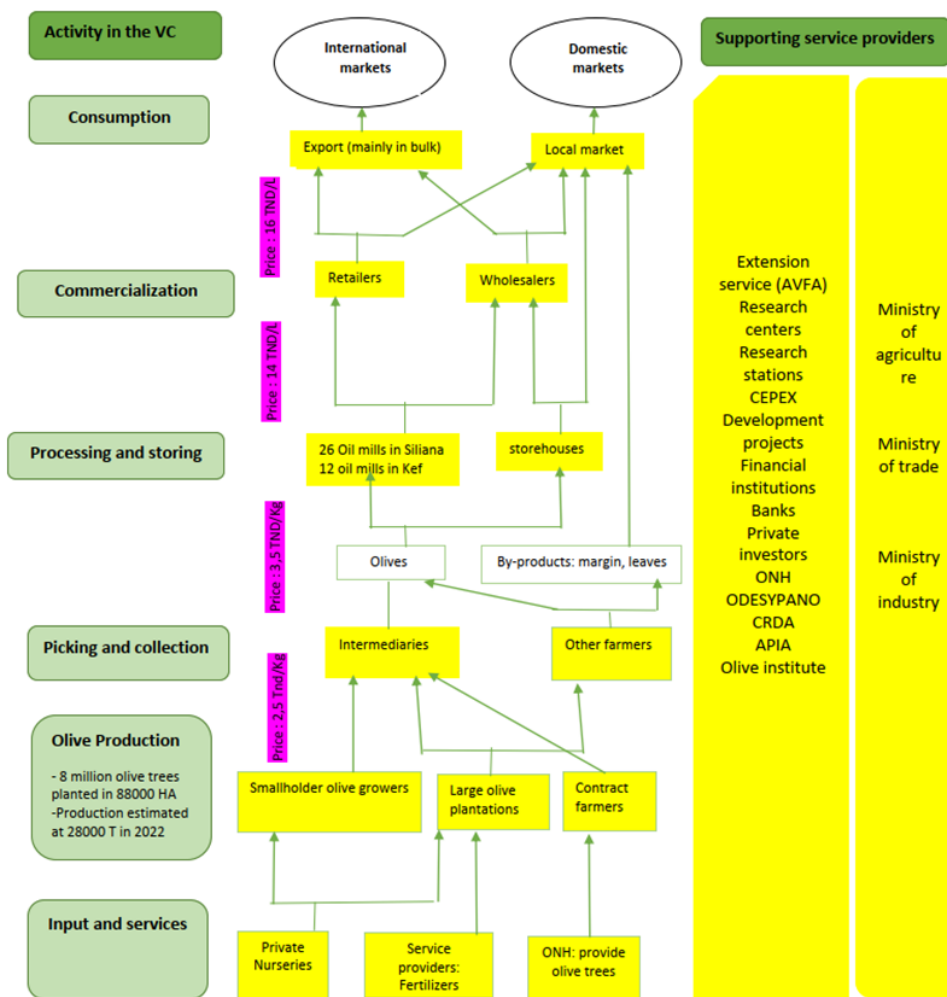 Activity in the VC
International
markets
Domestic
markets
Supporting service providers
Consumption
Export (mainly in bulk)
Local market
Price : 16 TND/L
Retailers
Wholesalers
Commercialization
Price : 14 TND/L
Processing and storing
26 Oil mills in Siliana
12 oil mills in Kef
storehouses
Price : 3,5 TND/Kg
Olives
By-products: margin, leaves
Picking and collection
Intermediaries
Other farmers
Price : 2,5 Tnd/Kg
Olive Production
- 8 million olive trees
planted in 88000 HA
-Production estimated
at 28000 T in 2022
Smallholder olive growers
Large olive
plantations
Contract
farmers
Input and services
Private
Nurseries
Service
providers:
Fertilizers
ONH: provide
olive trees
Extension
service (AVFA)
Research
centers
Research
stations
CEPEX
Development
projects
Financial
institutions
Banks
Private
investors
ONH
ODESYPANO
CRDA
APIA
Olive institute
Ministry
of
agricultu
re
Ministry
of trade
Ministry
of
industry